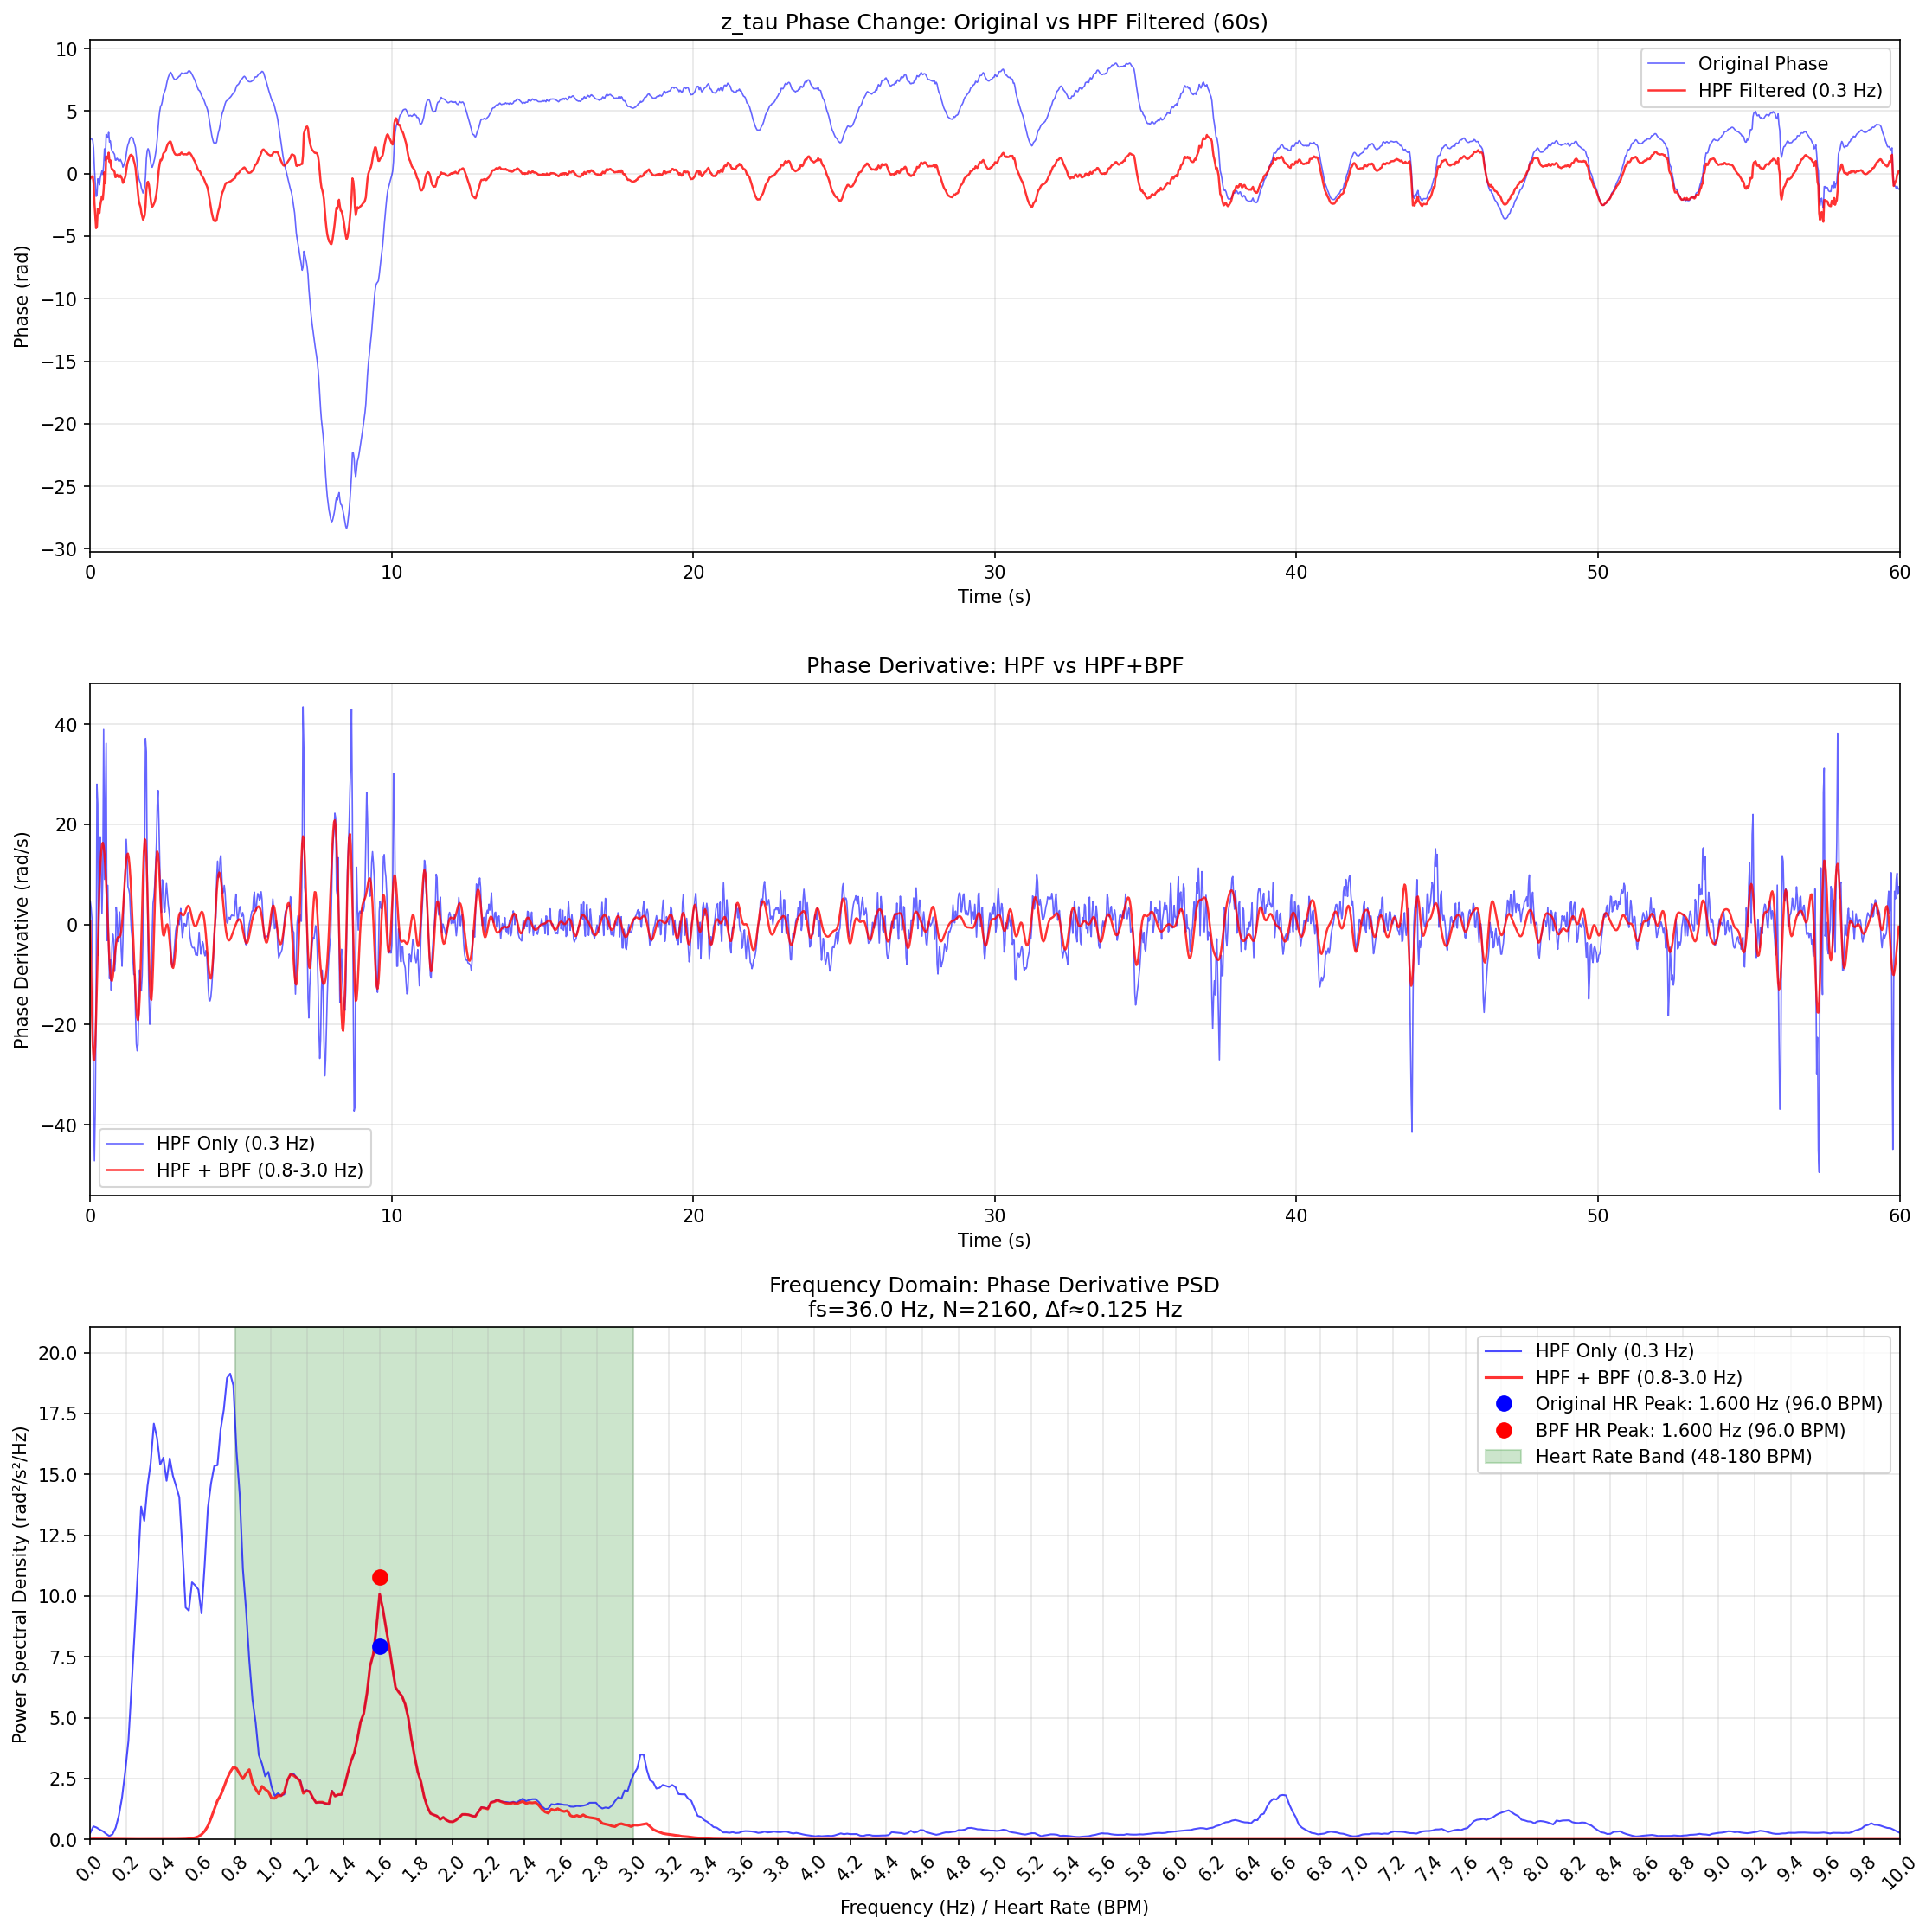 z_tau Phase Change: Original vs HPF Filtered (60s)
Original Phase
HPF Filtered (0.3 Hz)
Phase (rad)
10
5
0
−5
−10
−15
−20
−25
−30
0 10 20 30 40 50 60
Time (s)
Phase Derivative: HPF vs HPF+BPF
Phase Derivative (rad/s)
40
20
0
−20
−40
HPF Only (0.3 Hz)
HPF + BPF (0.8-3.0 Hz)
0 10 20 30 40 50 60
Time (s)
Frequency Domain: Phase Derivative PSD
fs=36.0 Hz, N=2160, Δf≈0.125 Hz
HPF Only (0.3 Hz)
HPF + BPF (0.8-3.0 Hz)
Original HR Peak: 1.600 Hz (96.0 BPM)
BPF HR Peak: 1.600 Hz (96.0 BPM)
Heart Rate Band (48-180 BPM)
Power Spectral Density (rad²/s²/Hz)
20.0
17.5
15.0
12.5
10.0
7.5
5.0
2.5
0.0
0.0 0.2 0.4 0.6 0.8 1.0 1.2 1.4 1.6 1.8 2.0 2.2 2.4 2.6 2.8 3.0 3.2 3.4 3.6 3.8 4.0 4.2 4.4 4.6 4.8 5.0 5.2 5.4 5.6 5.8 6.0 6.2 6.4 6.6 6.8 7.0 7.2 7.4 7.6 7.8 8.0 8.2 8.4 8.6 8.8 9.0 9.2 9.4 9.6 9.8 10.0
Frequency (Hz) / Heart Rate (BPM)